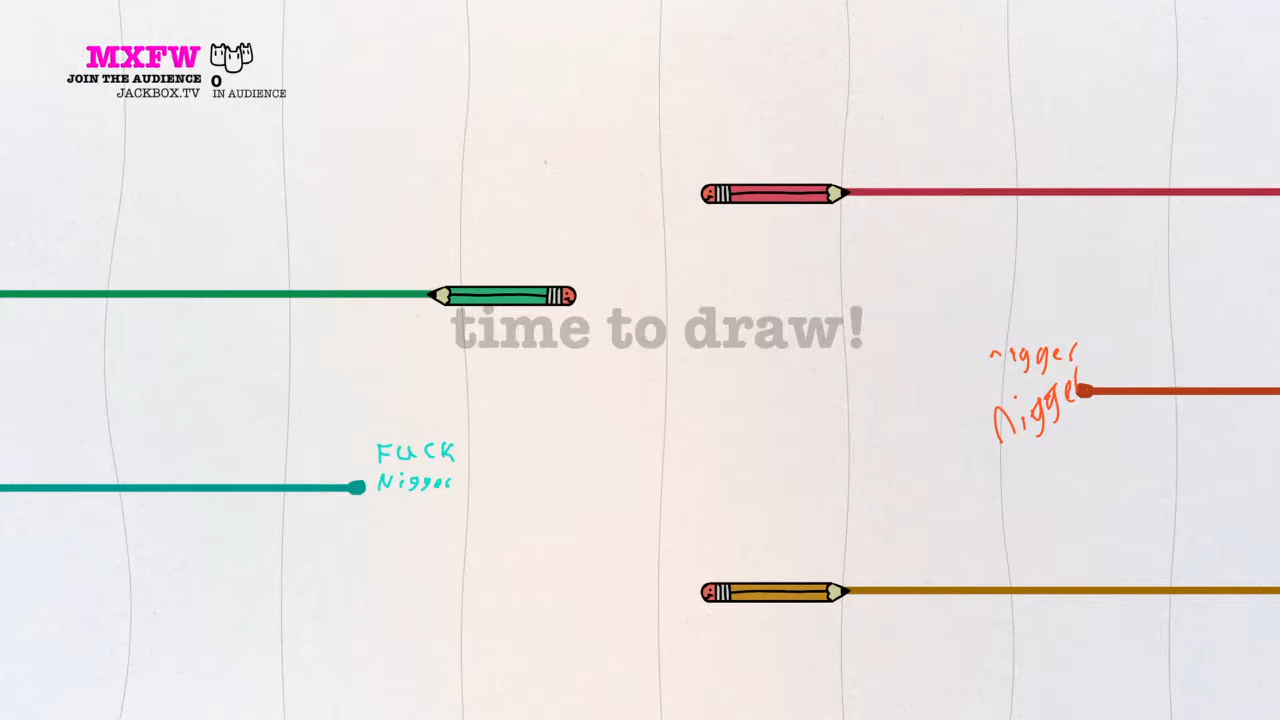 MXFW
JOIN THE AUDIENCE
JACKBOX.TV
0
IN AUDIENCE
time to draw!
nigger
nigger
FUCK
Nigger